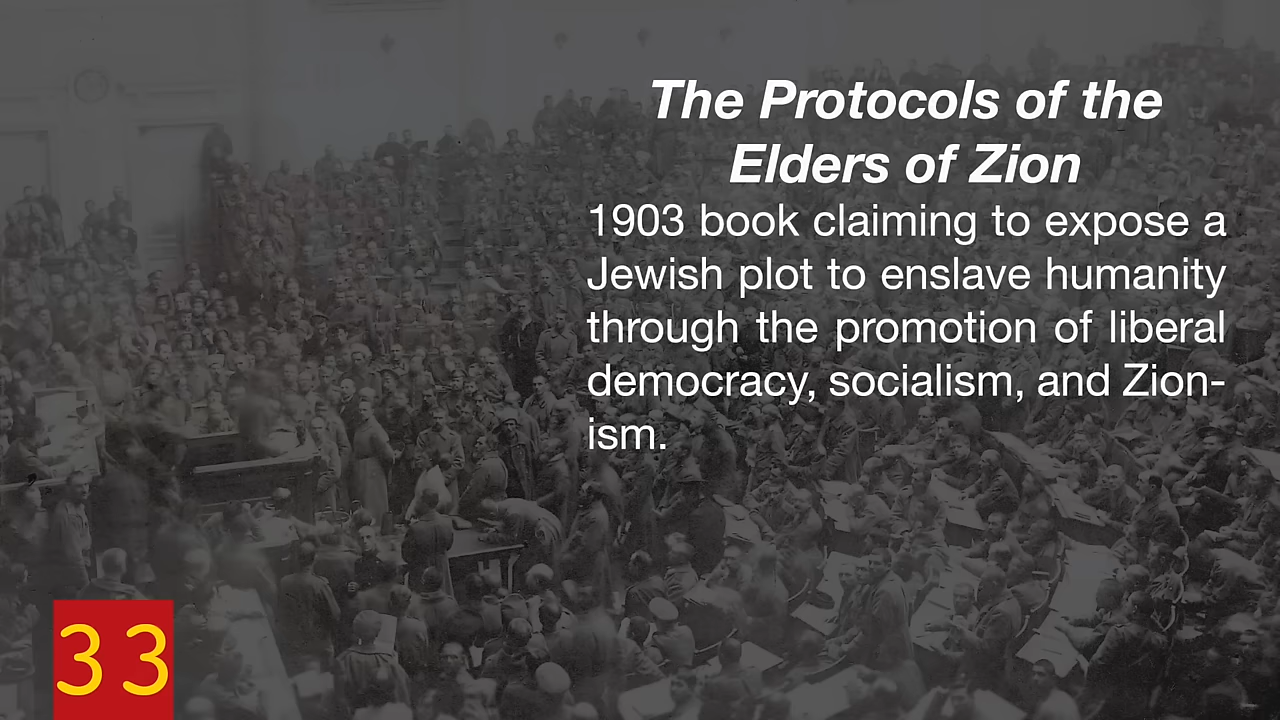 The Protocols of the
Elders of Zion
1903 book claiming to expose a
Jewish plot to enslave humanity
through the promotion of liberal
democracy, socialism, and Zion-
ism.
33